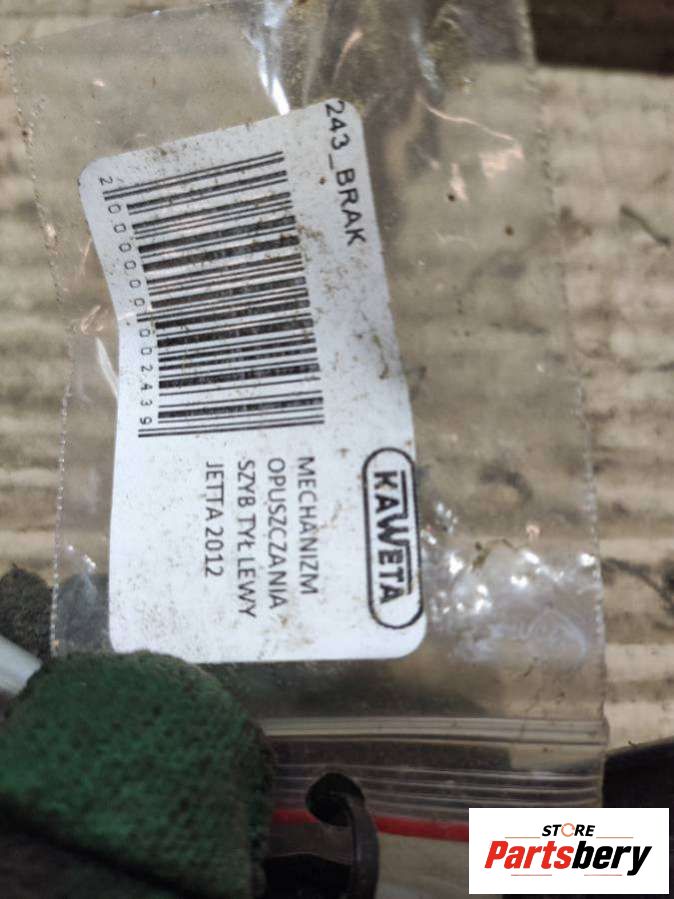 KAWETA
MECHANIZM
OPUSZCZANIA
SZYB TYŁ LEWY
JETTA 2012
243_BRAK
2000000002439
STORE
Partsbery